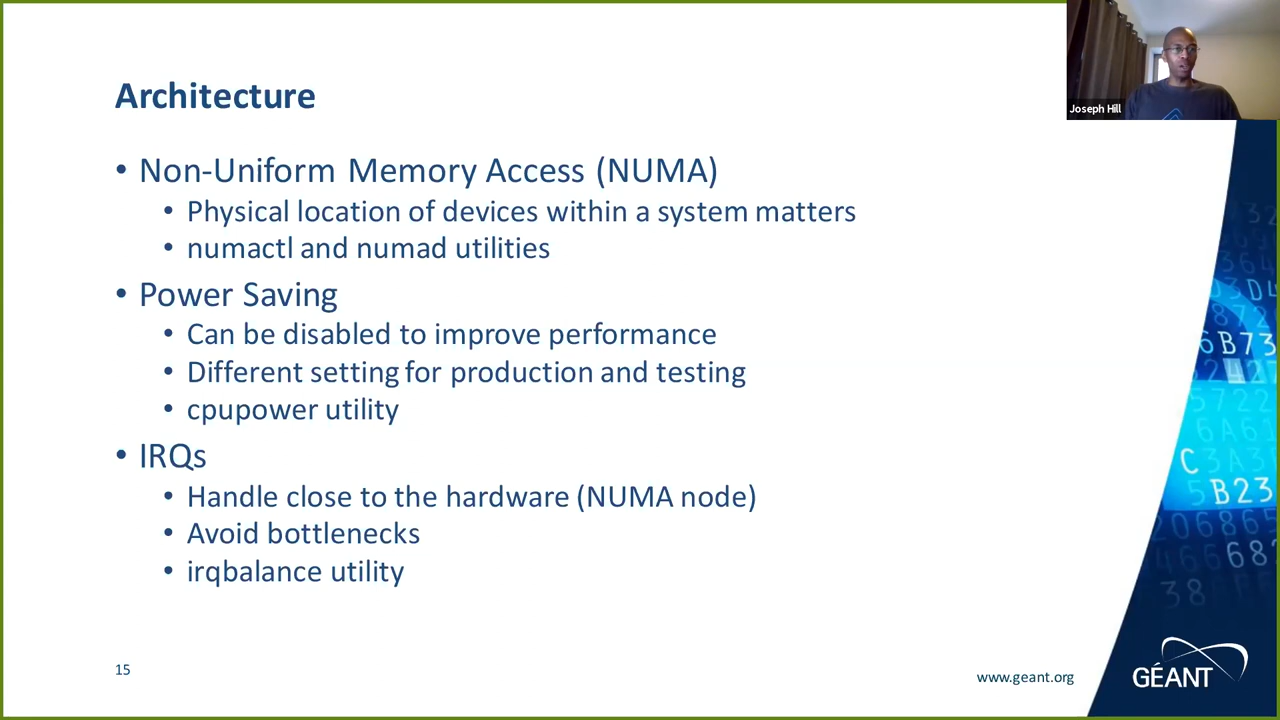 Architecture
• Non-Uniform Memory Access (NUMA)
• Physical location of devices within a system matters
• numactl and numad utilities
• Power Saving
• Can be disabled to improve performance
• Different setting for production and testing
• cpupower utility
• IRQs
• Handle close to the hardware (NUMA node)
• Avoid bottlenecks
• irqbalance utility
15
www.geant.org
GÉANT
Joseph Hill
6B73
C
B23